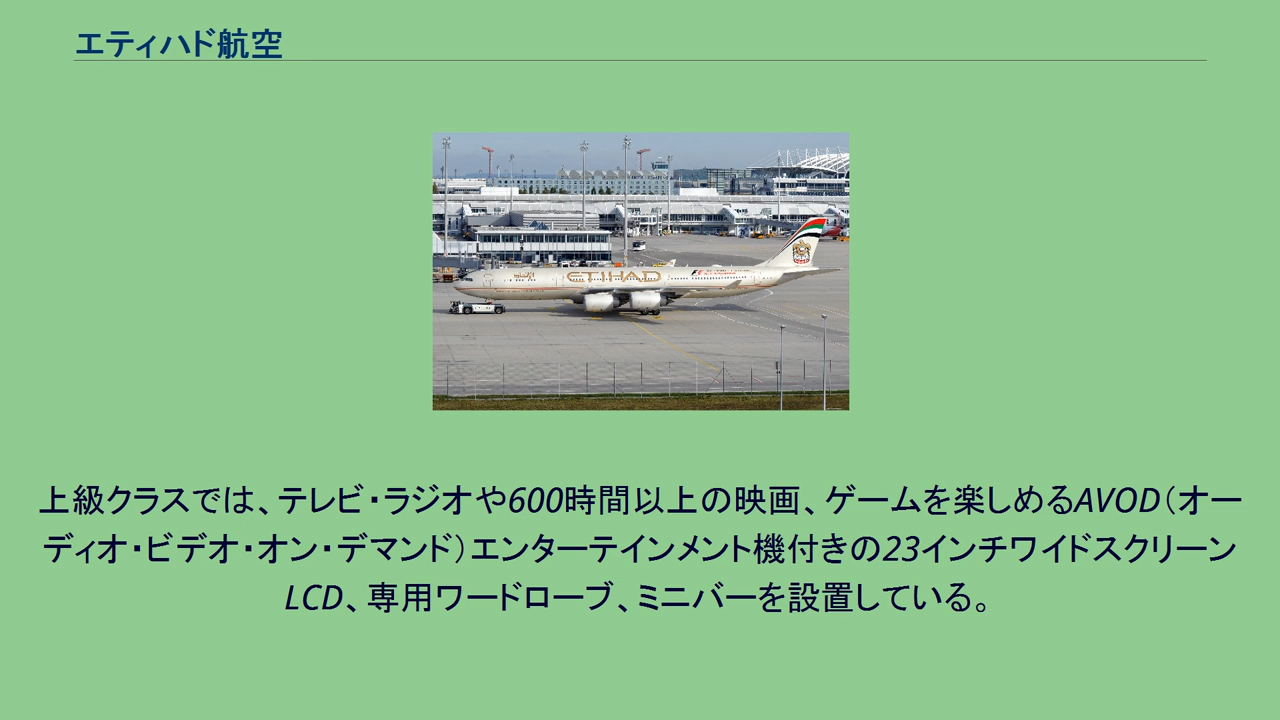 エティハド航空
ETIHAD
上級クラスでは、テレビ・ラジオや600時間以上の映画、ゲームを楽しめるAVOD（オー
ディオ・ビデオ・オン・デマンド）エンターテインメント機付きの23インチワイドスクリーン
LCD、専用ワードローブ、ミニバーを設置している。